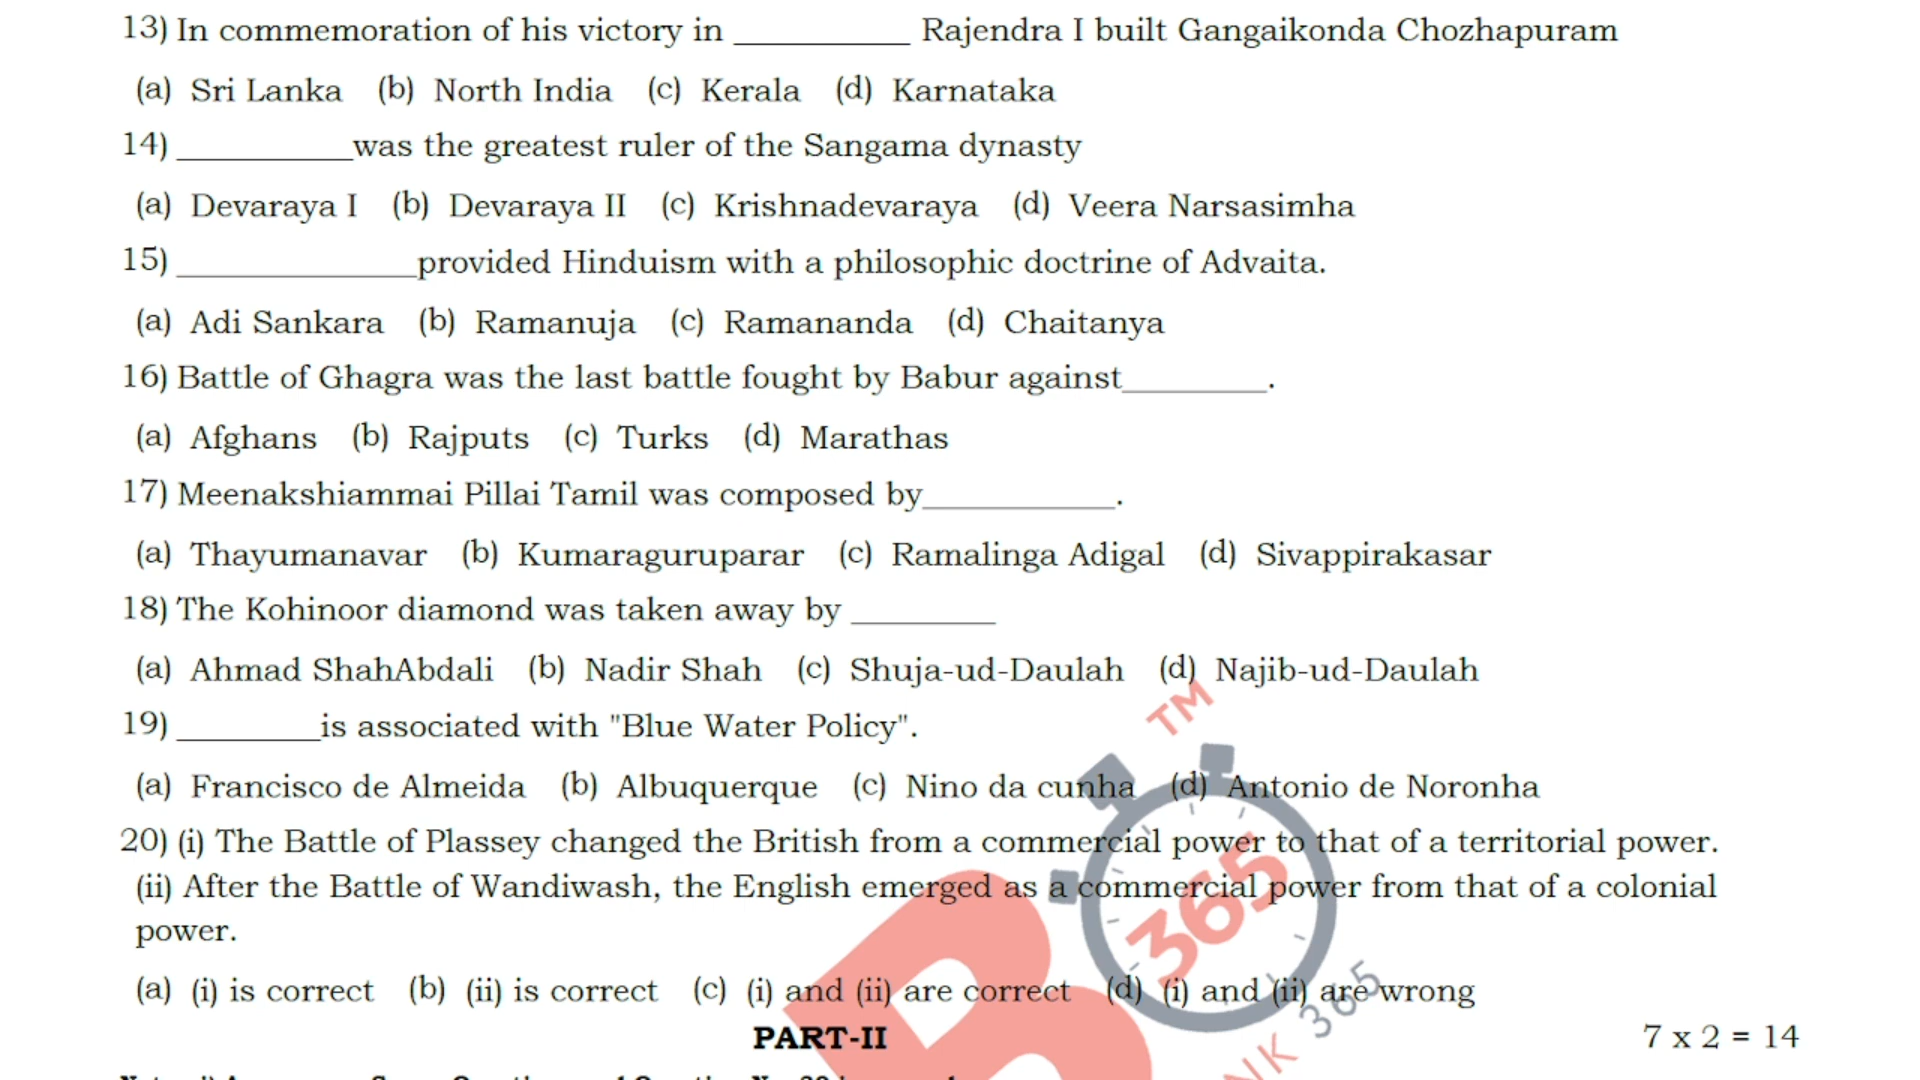 13) In commemoration of his victory in __________ Rajendra I built Gangaikonda Chozhapuram
(a) Sri Lanka (b) North India (c) Kerala (d) Karnataka
14) __________was the greatest ruler of the Sangama dynasty
(a) Devaraya I (b) Devaraya II (c) Krishnadevaraya (d) Veera Narsasimha
15) ______________provided Hinduism with a philosophic doctrine of Advaita.
(a) Adi Sankara (b) Ramanuja (c) Ramananda (d) Chaitanya
16) Battle of Ghagra was the last battle fought by Babur against_________.
(a) Afghans (b) Rajputs (c) Turks (d) Marathas
17) Meenakshiammai Pillai Tamil was composed by____________.
(a) Thayumanavar (b) Kumaraguruparar (c) Ramalinga Adigal (d) Sivappirakasar
18) The Kohinoor diamond was taken away by _________
(a) Ahmad ShahAbdali (b) Nadir Shah (c) Shuja-ud-Daulah (d) Najib-ud-Daulah
TM
19) _________is associated with "Blue Water Policy".
(a) Francisco de Almeida (b) Albuquerque (c) Nino da cunha (d) Antonio de Noronha
20) (i) The Battle of Plassey changed the British from a commercial power to that of a territorial power.
(ii) After the Battle of Wandiwash, the English emerged as a commercial power from that of a colonial
power.
365
(a) (i) is correct (b) (ii) is correct (c) (i) and (ii) are correct (d) (i) and (ii) are wrong
PART-II 7 x 2 = 14
365